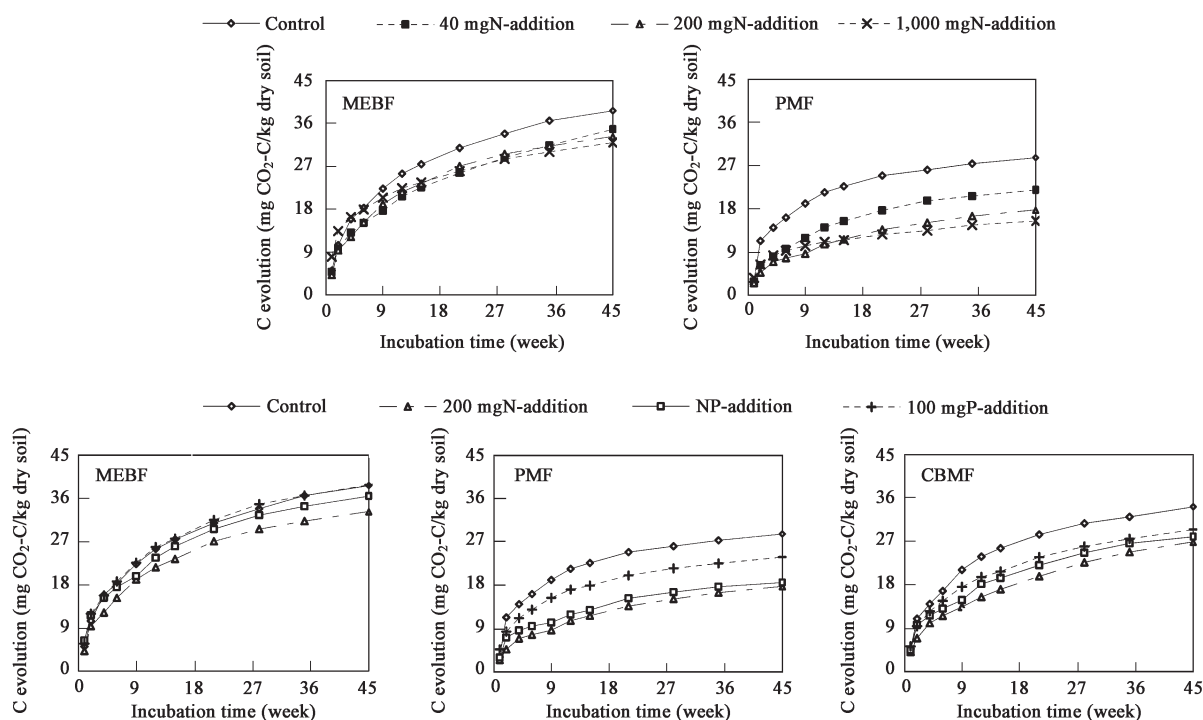 Control 40 mgN-addition 200 mgN-addition 1,000 mgN-addition
C evolution (mg CO₂-C/kg dry soil)
45
36
27
18
9
0
MEBF
0 9 18 27 36 45
Incubation time (week)
C evolution (mg CO₂-C/kg dry soil)
45
36
27
18
9
0
PMF
0 9 18 27 36 45
Incubation time (week)
Control 200 mgN-addition NP-addition 100 mgP-addition
C evolution (mg CO₂-C/kg dry soil)
45
36
27
18
9
0
MEBF
0 9 18 27 36 45
Incubation time (week)
C evolution (mg CO₂-C/kg dry soil)
45
36
27
18
9
0
PMF
0 9 18 27 36 45
Incubation time (week)
C evolution (mg CO₂-C/kg dry soil)
45
36
27
18
9
0
CBMF
0 9 18 27 36 45
Incubation time (week)